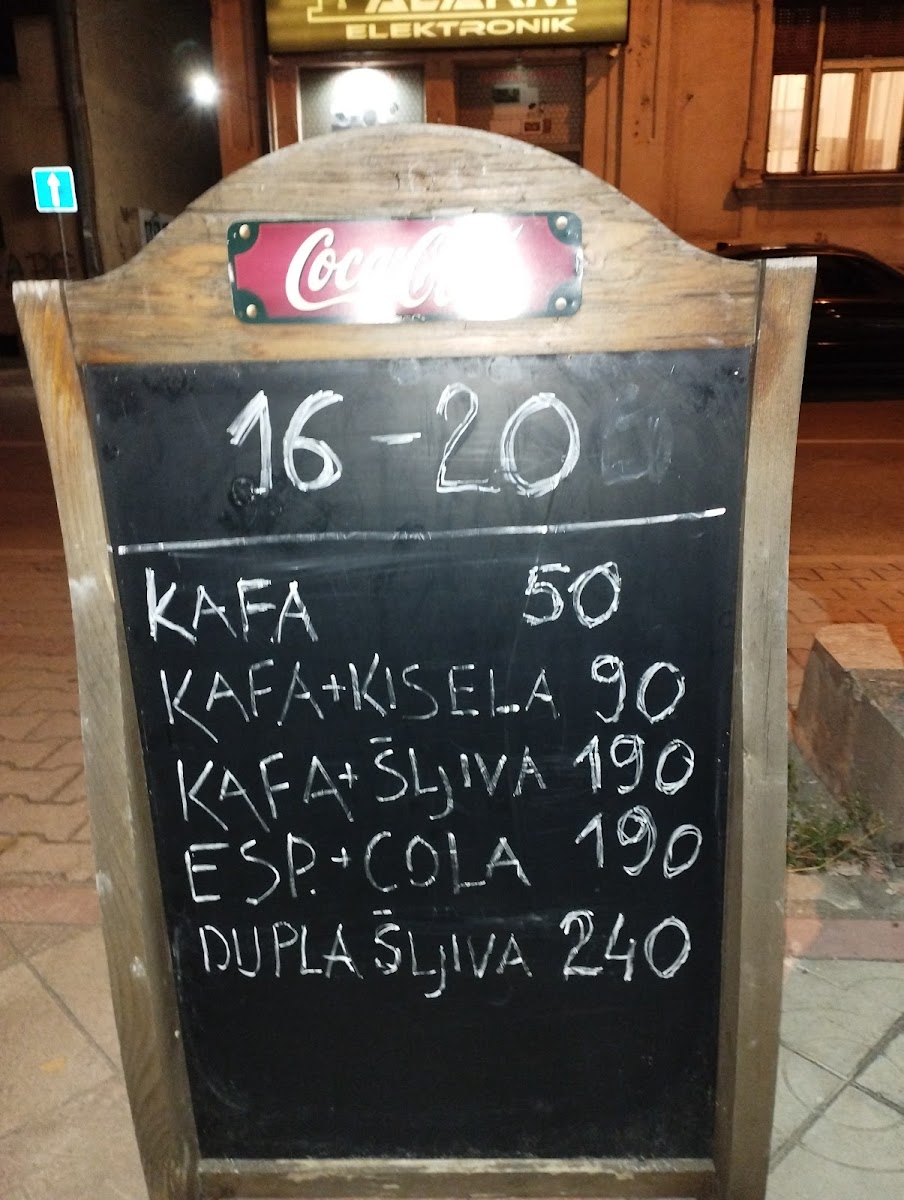 ALARM
ELEKTRONIK
Coca-Cola
16-20
KAFA 50
KAFA+KISELA 90
KAFA+ŠLJIVA 190
ESP.+COLA 190
DUPLA ŠLJIVA 240